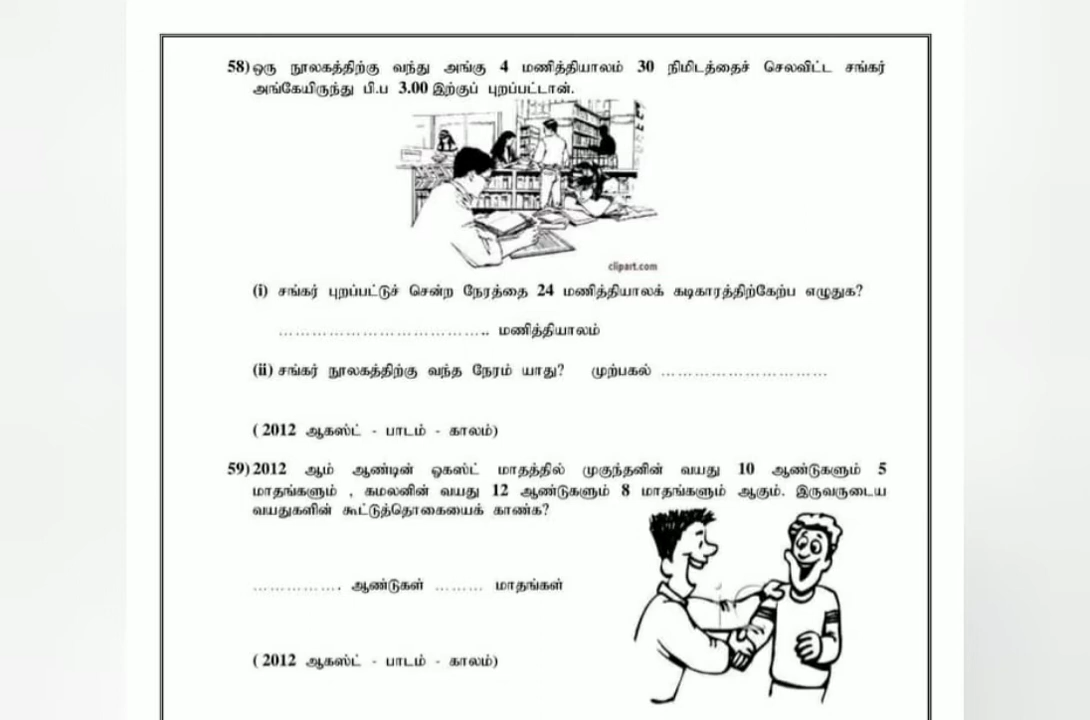 58) ஒரு நூலகத்திற்கு வந்து அங்கு 4 மணித்தியாலம் 30 நிமிடத்தைச் செலவிட்ட சங்கர்
அங்கேயிருந்து பி.ப 3.00 இற்குப் புறப்பட்டான்.
clipart.com
(i) சங்கர் புறப்பட்டுச் சென்ற நேரத்தை 24 மணித்தியாலக் கடிகாரத்திற்கேற்ப எழுதுக?
........................................ மணித்தியாலம்
(ii) சங்கர் நூலகத்திற்கு வந்த நேரம் யாது? முற்பகல் ..............................
( 2012 ஆகஸ்ட் - பாடம் - காலம்)
59) 2012 ஆம் ஆண்டின் ஓகஸ்ட் மாதத்தில் முகுந்தனின் வயது 10 ஆண்டுகளும் 5
மாதங்களும் , கமலனின் வயது 12 ஆண்டுகளும் 8 மாதங்களும் ஆகும். இருவருடைய
வயதுகளின் கூட்டுத்தொகையைக் காண்க?
................ ஆண்டுகள் ......... மாதங்கள்
( 2012 ஆகஸ்ட் - பாடம் - காலம்)